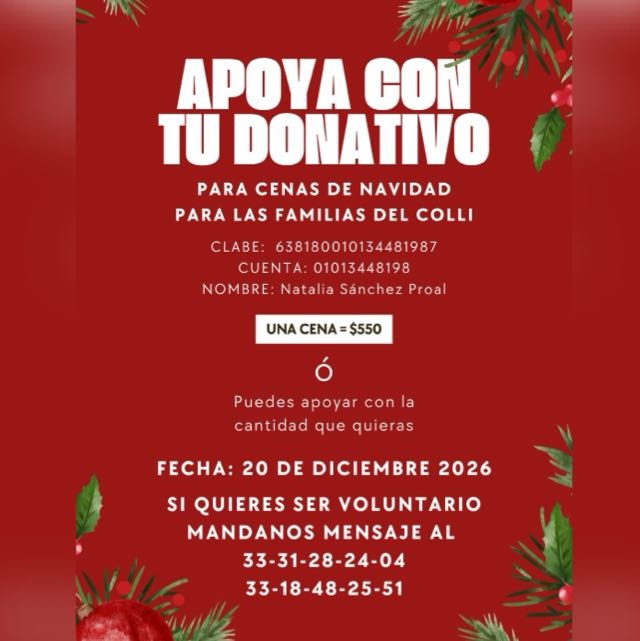 APOYA CON
TU DONATIVO
PARA CENAS DE NAVIDAD
PARA LAS FAMILIAS DEL COLLI
CLABE: 638180010134481987
CUENTA: 01013448198
NOMBRE: Natalia Sánchez Proal
UNA CENA = $550
Ó
Puedes apoyar con la
cantidad que quieras
FECHA: 20 DE DICIEMBRE 2026
SI QUIERES SER VOLUNTARIO
MANDANOS MENSAJE AL
33-31-28-24-04
33-18-48-25-51